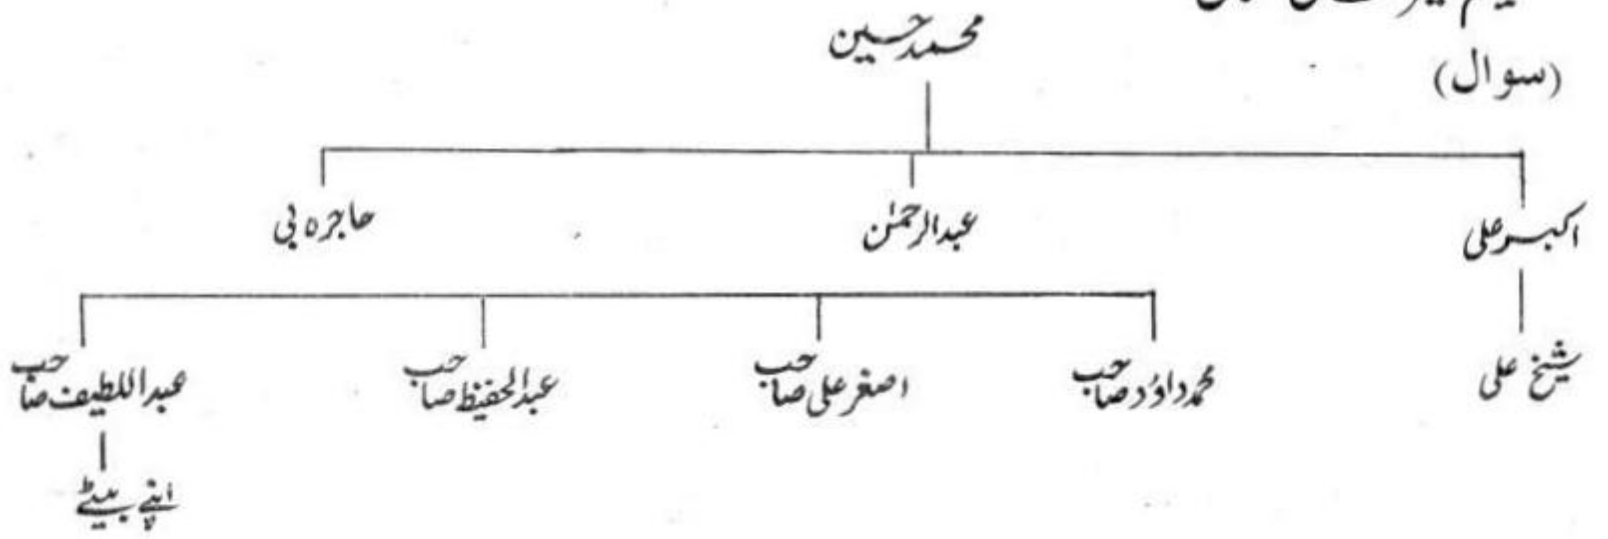 محمد حسین
(سوال)
اکبر علی عبدالرحمٰن حاجرہ بی
شیخ علی محمد داؤد صاحب اصغر علی صاحب عبدالحفیظ صاحب عبداللطیف صاحب
اپنے بیٹے